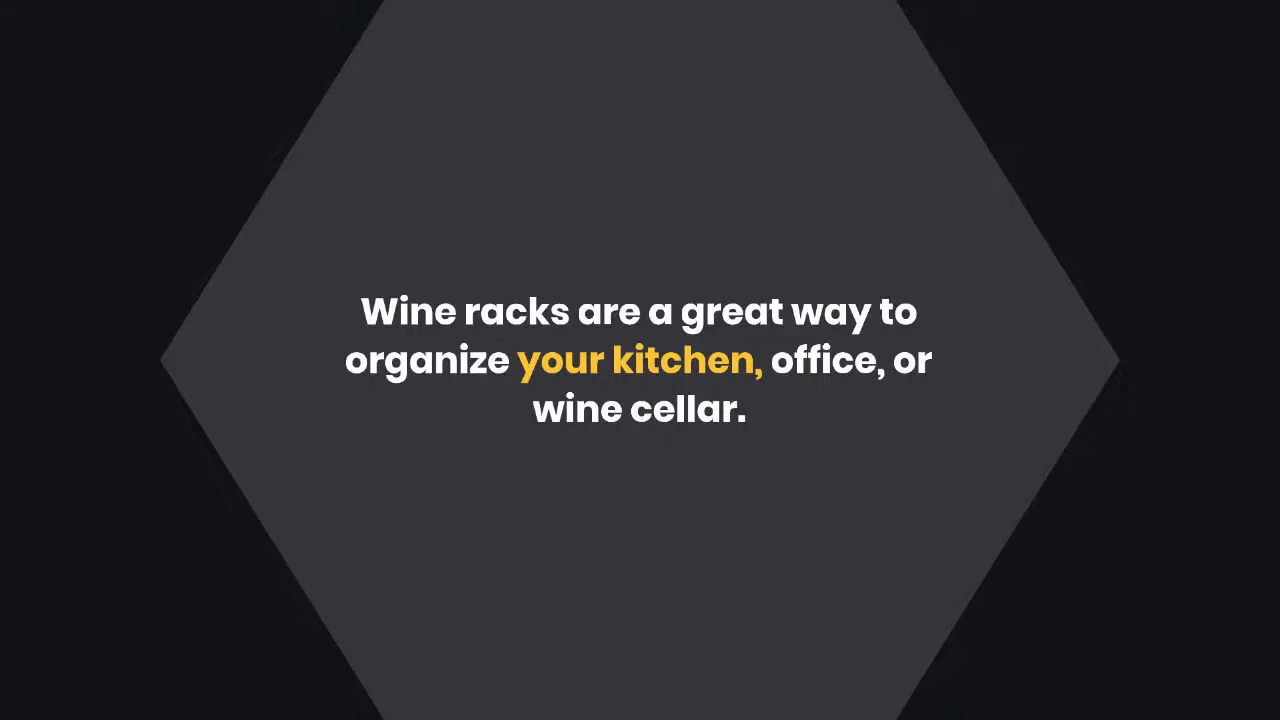 Wine racks are a great way to
organize your kitchen, office, or
wine cellar.